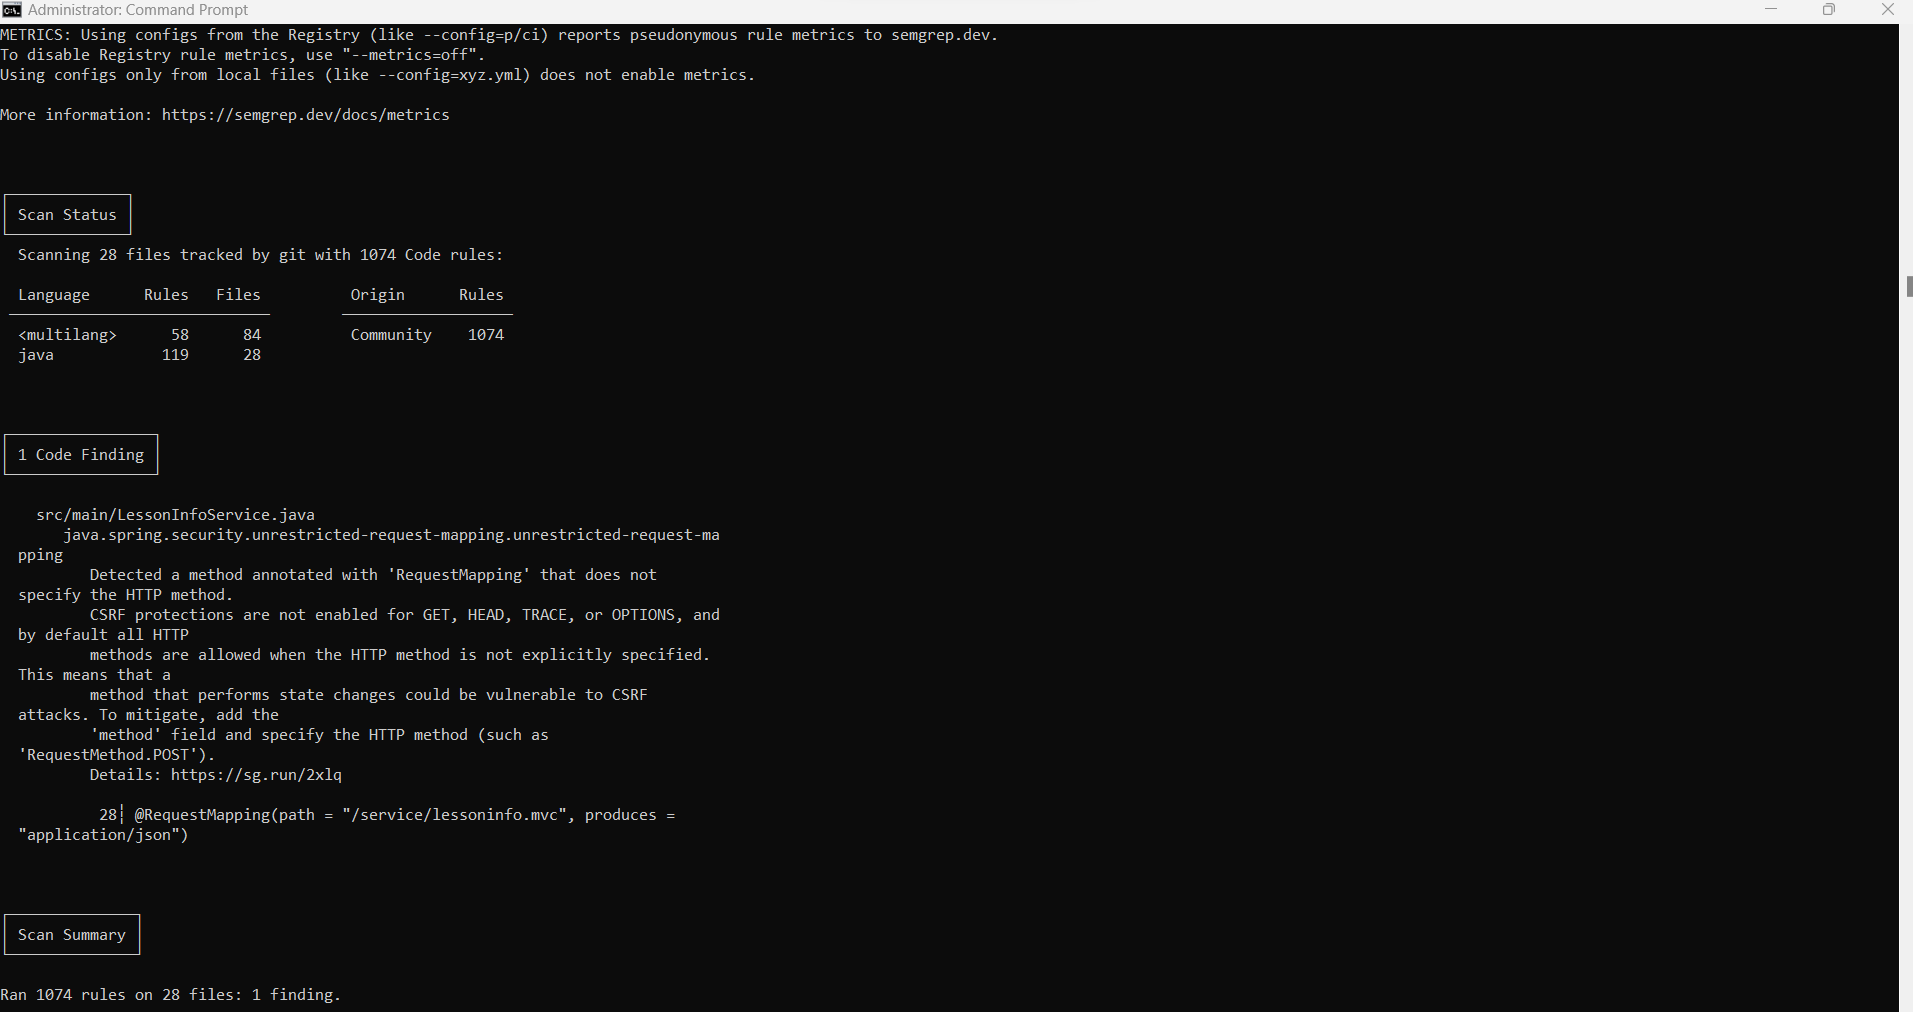 Administrator: Command Prompt
METRICS: Using configs from the Registry (like --config=p/ci) reports pseudonymous rule metrics to semgrep.dev.
To disable Registry rule metrics, use "--metrics=off".
Using configs only from local files (like --config=xyz.yml) does not enable metrics.
More information: https://semgrep.dev/docs/metrics
Scan Status
Scanning 28 files tracked by git with 1074 Code rules:
Language Rules Files Origin Rules
<multilang> 58 84 Community 1074
java 119 28
1 Code Finding
src/main/LessonInfoService.java
java.spring.security.unrestricted-request-mapping.unrestricted-request-ma
pping
Detected a method annotated with 'RequestMapping' that does not
specify the HTTP method.
CSRF protections are not enabled for GET, HEAD, TRACE, or OPTIONS, and
by default all HTTP
methods are allowed when the HTTP method is not explicitly specified.
This means that a
method that performs state changes could be vulnerable to CSRF
attacks. To mitigate, add the
'method' field and specify the HTTP method (such as
'RequestMethod.POST').
Details: https://sg.run/2xlq
28¦ @RequestMapping(path = "/service/lessoninfo.mvc", produces =
"application/json")
Scan Summary
Ran 1074 rules on 28 files: 1 finding.